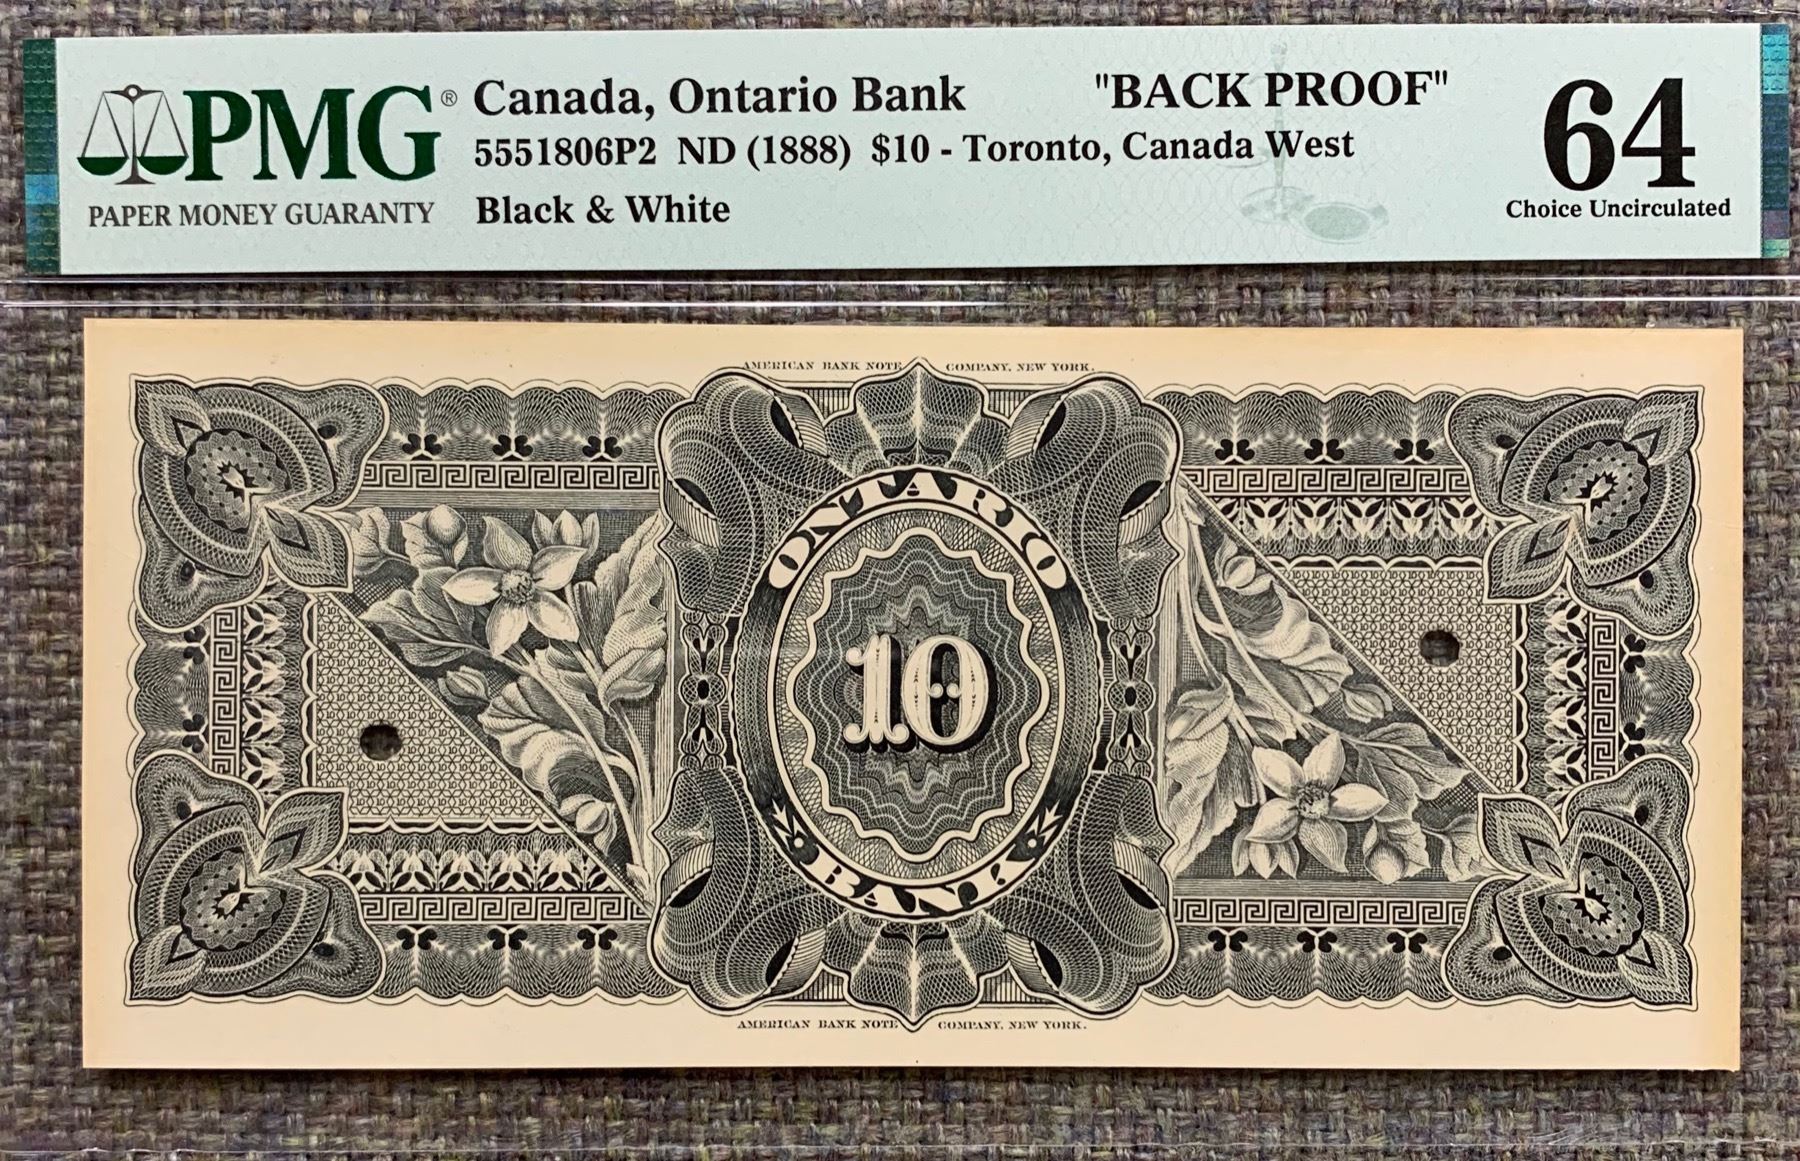 PMG® Canada, Ontario Bank "BACK PROOF" 64
5551806P2 ND (1888) $10 - Toronto, Canada West
PAPER MONEY GUARANTY Black & White Choice Uncirculated
AMERICAN BANK NOTE COMPANY, NEW YORK.
ONTARIO
10
BANK
AMERICAN BANK NOTE COMPANY, NEW YORK.